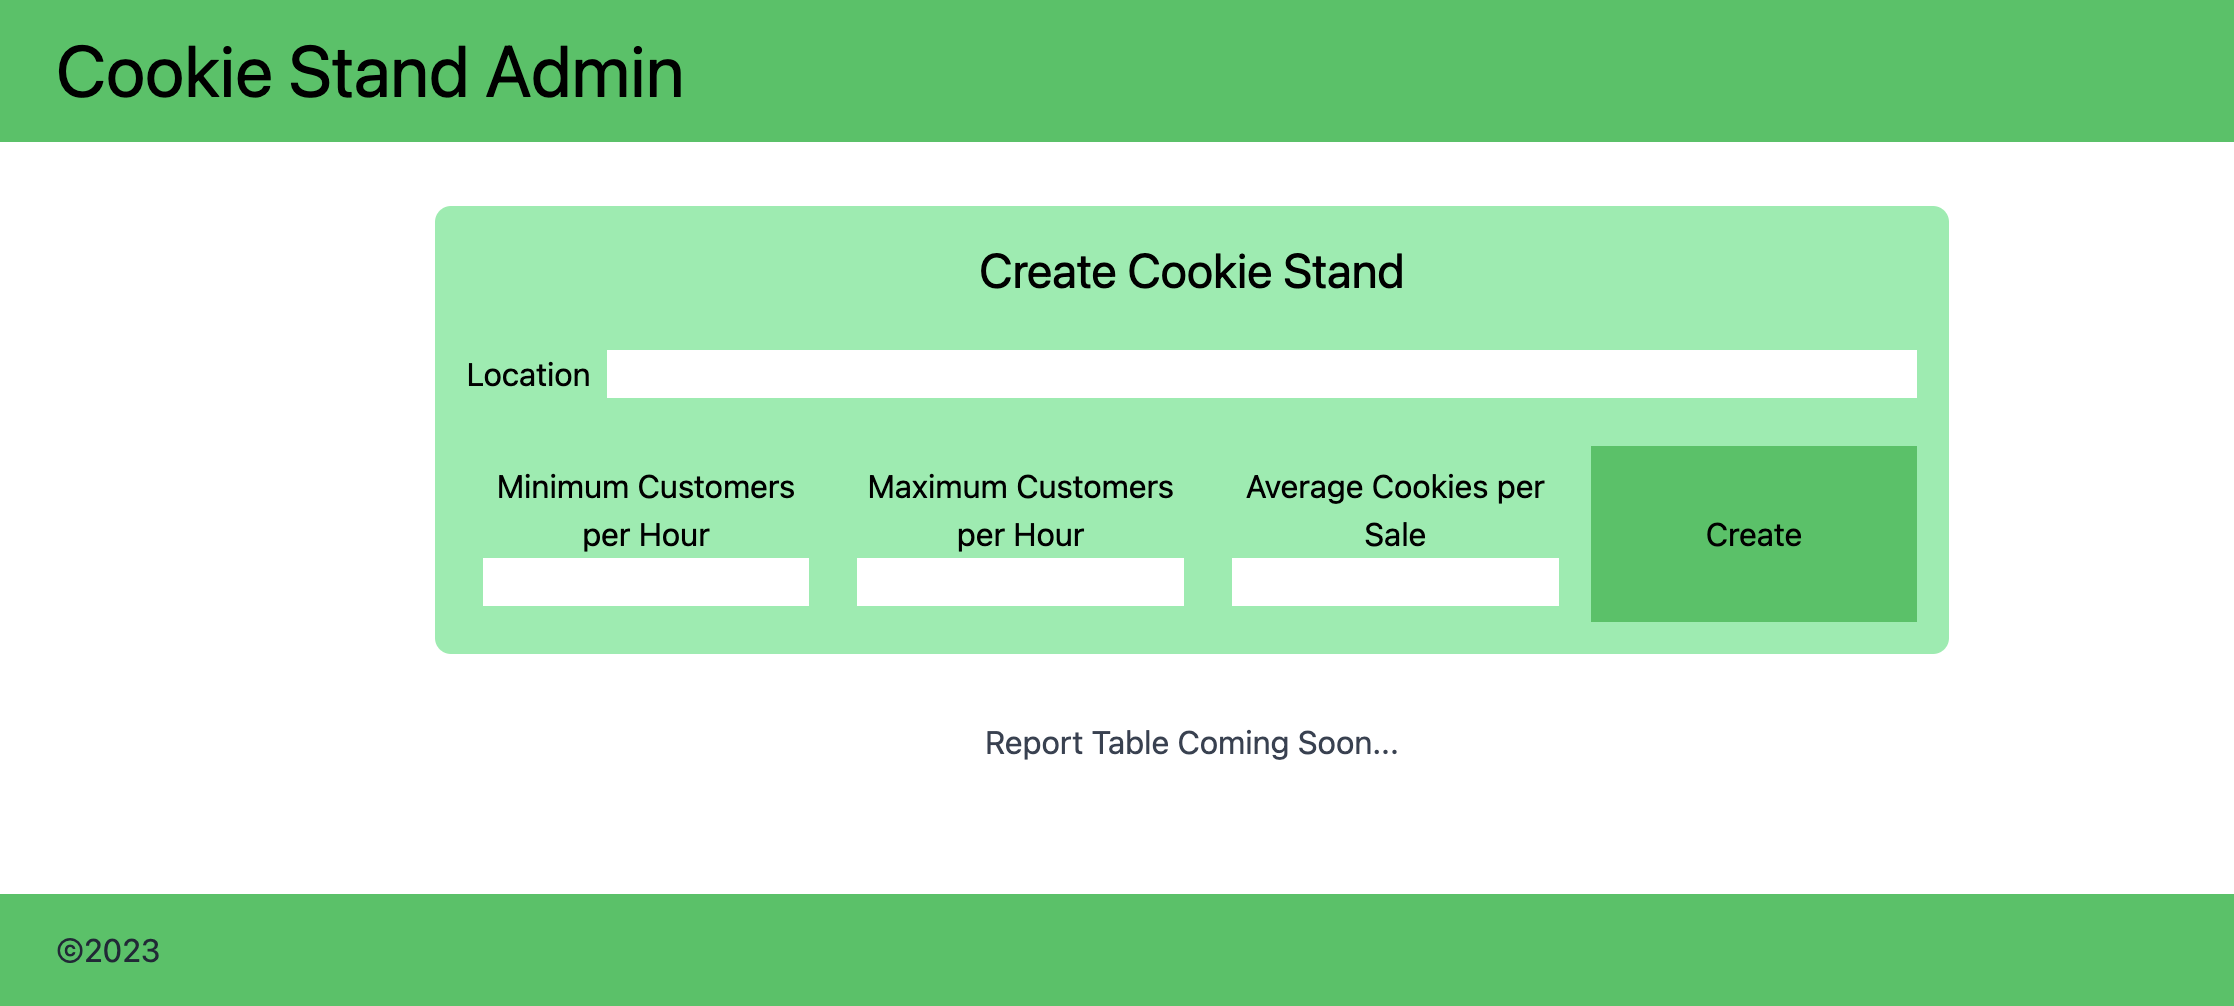 Cookie Stand Admin
Create Cookie Stand
Location
Minimum Customers
per Hour
Maximum Customers
per Hour
Average Cookies per
Sale
Create
Report Table Coming Soon...
©2023